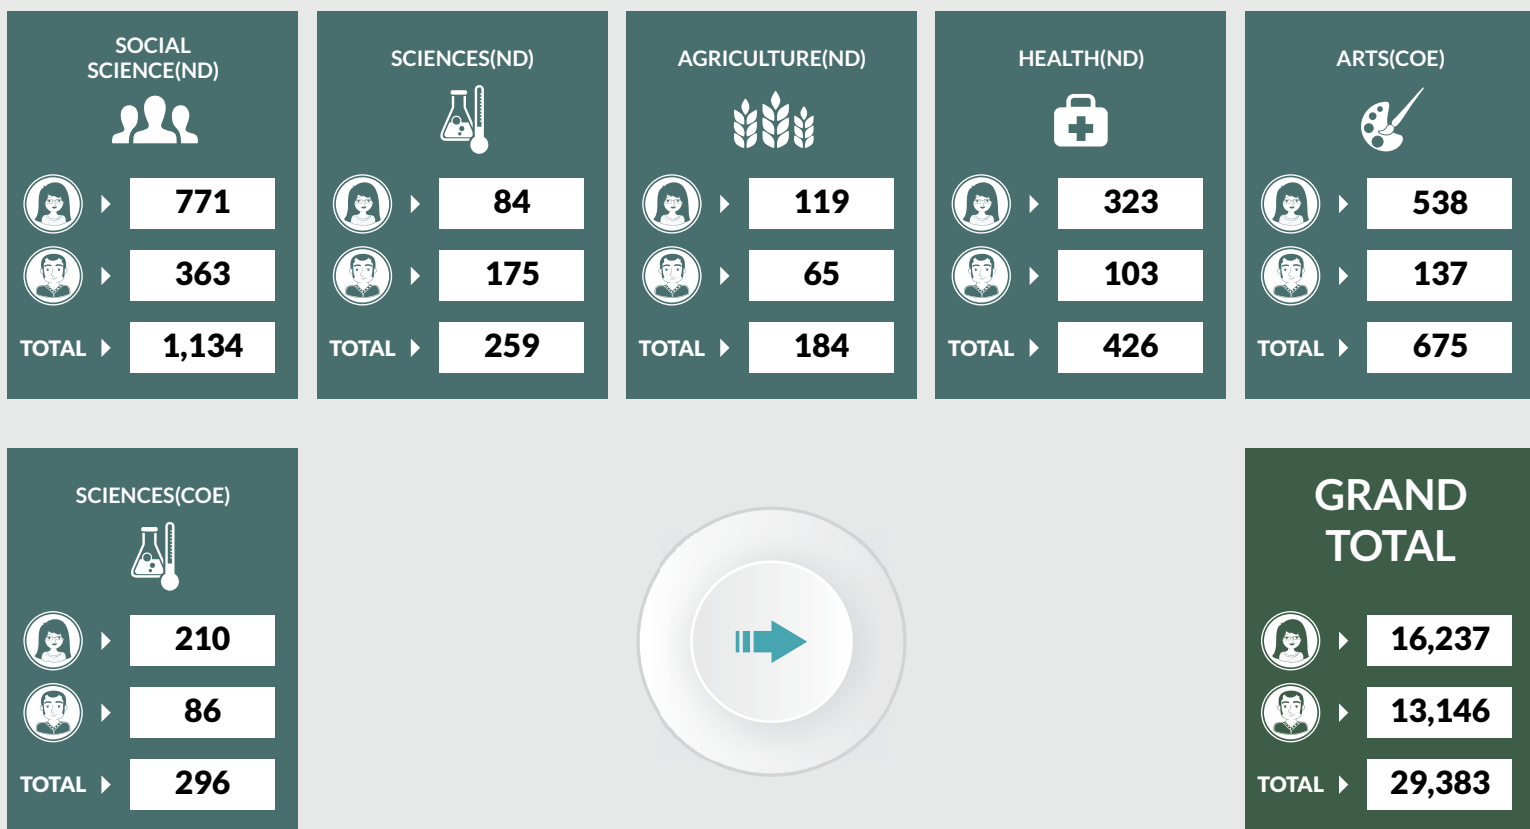 SOCIAL
SCIENCE(ND)
771
363
TOTAL 1,134
SCIENCES(ND)
84
175
TOTAL 259
AGRICULTURE(ND)
119
65
TOTAL 184
HEALTH(ND)
323
103
TOTAL 426
ARTS(COE)
538
137
TOTAL 675
SCIENCES(COE)
210
86
TOTAL 296
GRAND
TOTAL
16,237
13,146
TOTAL 29,383